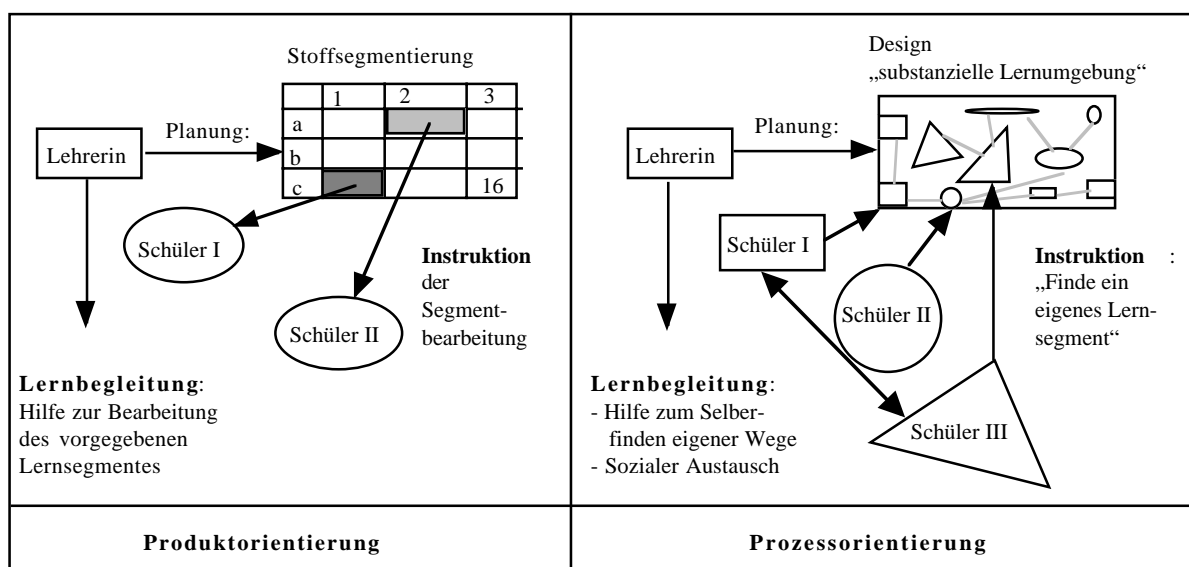 Stoffsegmentierung
1 2 3
a
b
c 16
Planung:
Lehrerin
Schüler I
Schüler II
Instruktion
der
Segment-
bearbeitung
Lernbegleitung:
Hilfe zur Bearbeitung
des vorgegebenen
Lernsegmentes
Produktorientierung
Design
„substanzielle Lernumgebung“
Planung:
Lehrerin
Schüler I
Schüler II
Schüler III
Instruktion :
„Finde ein
eigenes Lern-
segment“
Lernbegleitung:
- Hilfe zum Selber-
finden eigener Wege
- Sozialer Austausch
Prozessorientierung